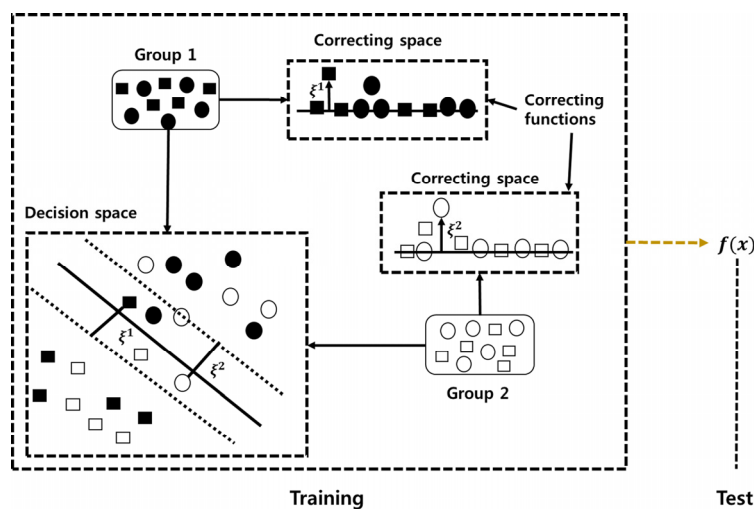 Correcting space
Group 1
ξ¹
Correcting
functions
Correcting space
Decision space
ξ²
f(x)
ξ¹
ξ²
Group 2
Training
Test